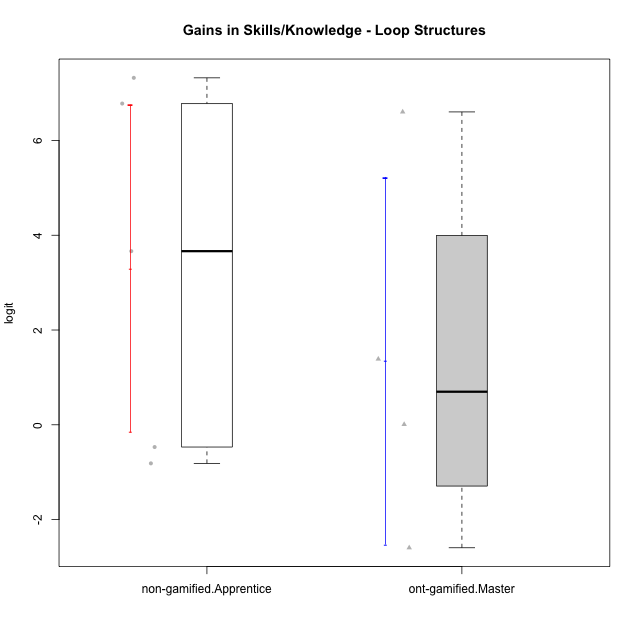 Gains in Skills/Knowledge - Loop Structures
6
4
2
0
-2
logit
non-gamified.Apprentice
ont-gamified.Master